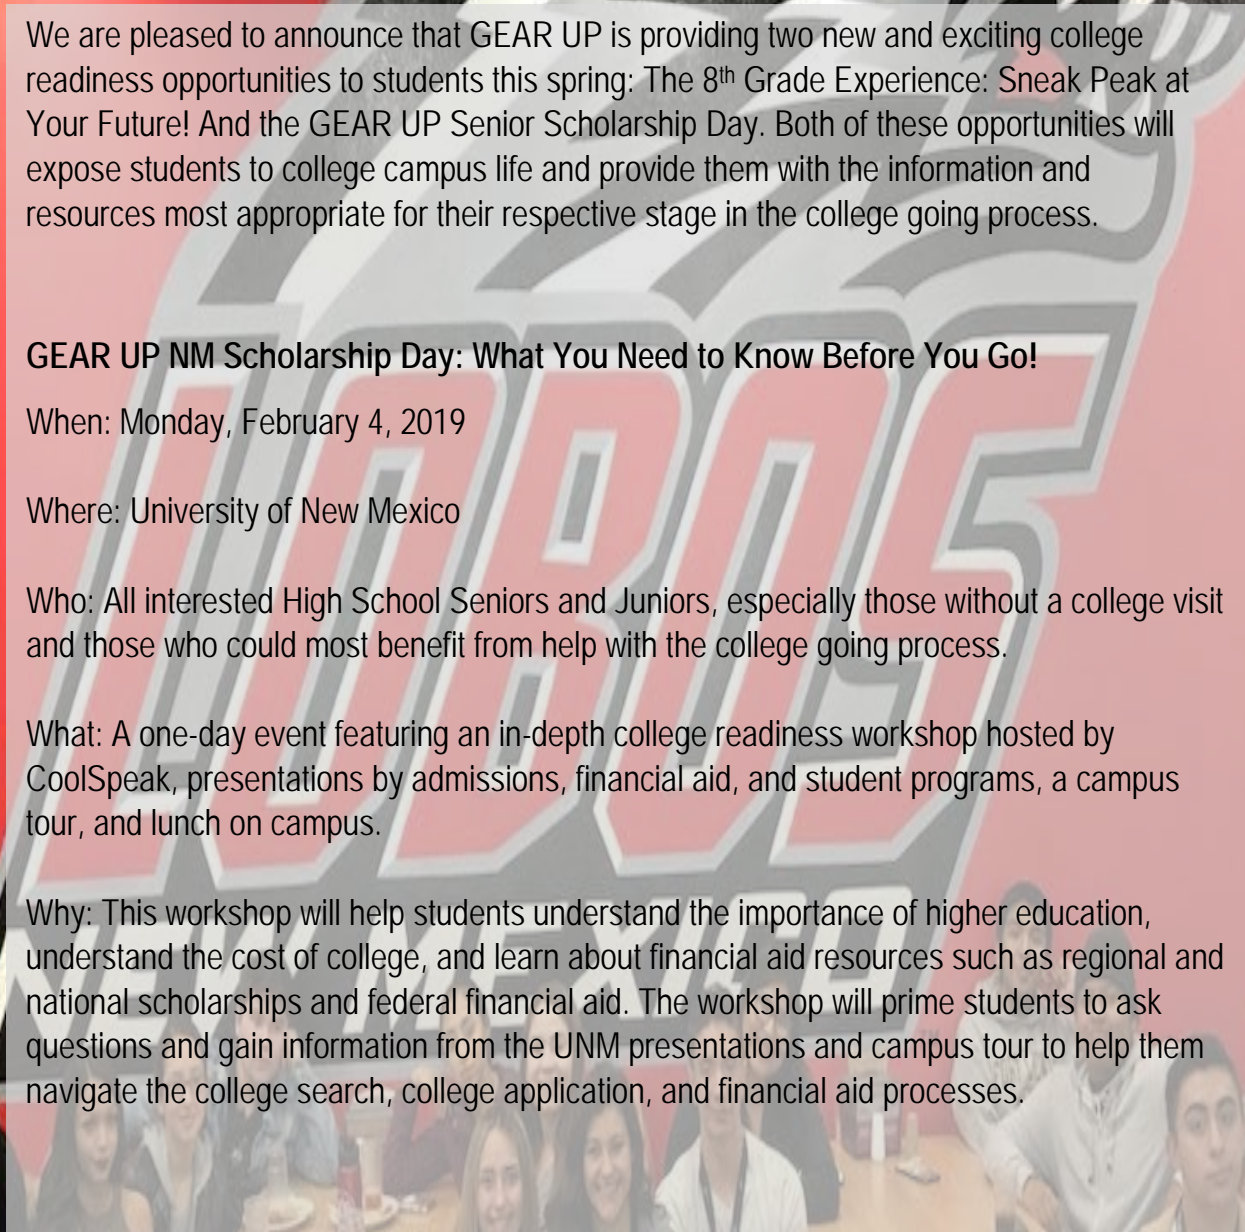 We are pleased to announce that GEAR UP is providing two new and exciting college
readiness opportunities to students this spring: The 8th Grade Experience: Sneak Peak at
Your Future! And the GEAR UP Senior Scholarship Day. Both of these opportunities will
expose students to college campus life and provide them with the information and
resources most appropriate for their respective stage in the college going process.
GEAR UP NM Scholarship Day: What You Need to Know Before You Go!
When: Monday, February 4, 2019
Where: University of New Mexico
Who: All interested High School Seniors and Juniors, especially those without a college visit
and those who could most benefit from help with the college going process.
What: A one-day event featuring an in-depth college readiness workshop hosted by
CoolSpeak, presentations by admissions, financial aid, and student programs, a campus
tour, and lunch on campus.
Why: This workshop will help students understand the importance of higher education,
understand the cost of college, and learn about financial aid resources such as regional and
national scholarships and federal financial aid. The workshop will prime students to ask
questions and gain information from the UNM presentations and campus tour to help them
navigate the college search, college application, and financial aid processes.
LOBOS
NEW MEXICO